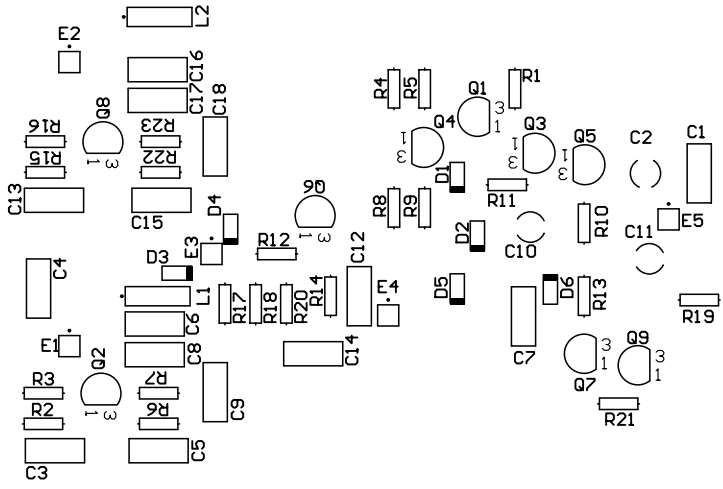 L2
E2
C16
R4
R5
Q1
R1
3
1
C17
C18
Q8
R16
R23
Q4
1
3
Q3
1
3
Q5
1
3
C2
C1
R15
1
3
R22
D1
C13
C15
D4
Q6
1
3
R8
R9
R11
R10
E5
D2
C10
C11
E3
R12
C12
D3
C4
L1
R17
R18
R20
R14
E4
D5
D6
R13
R19
C6
E1
Q2
C8
C14
C7
Q7
3
1
Q9
3
1
R3
R7
R2
1
3
R6
C9
R21
C3
C5